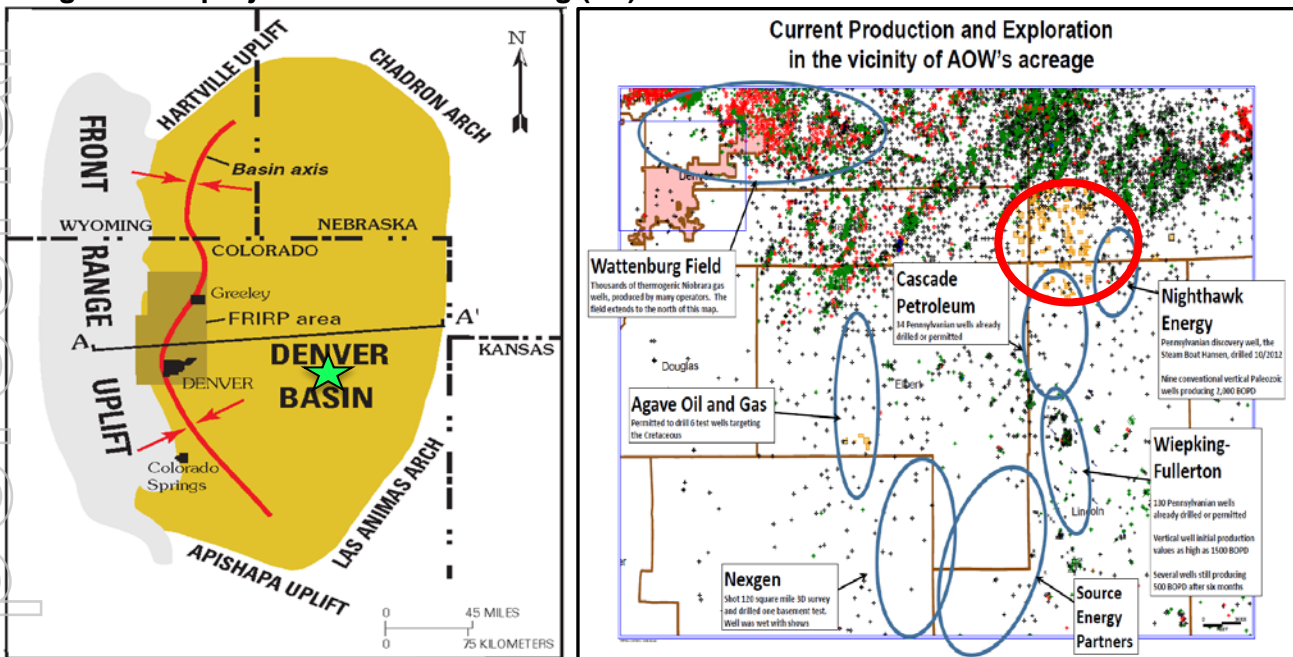 N
HARTVILLE UPLIFT
CHADRON ARCH
FRONT
RANGE
UPLIFT
Basin axis
WYOMING
NEBRASKA
COLORADO
Greeley
FRIRP area
A
A'
KANSAS
DENVER
BASIN
DENVER
Colorado
Springs
LAS ANIMAS ARCH
APISHAPA UPLIFT
0 45 MILES
0 75 KILOMETERS
Current Production and Exploration
in the vicinity of AOW's acreage
Wattenburg Field
Thousands of thermogenic Niobrara gas
wells, produced by many operators. The
field extends to the north of this map.
Cascade
Petroleum
14 Pennsylvanian wells already
drilled or permitted
Nighthawk
Energy
Pennsylvanian discovery well, the
Steam Boat Hansen, drilled 10/2012
Nine conventional vertical Paleozoic
wells producing 2,000 BOPD
Douglas
Elbert
Agave Oil and Gas
Permitted to drill 6 test wells targeting
the Cretaceous
Wiepking-
Fullerton
130 Pennsylvanian wells
already drilled or permitted
Vertical well initial production
values as high as 1500 BOPD
Several wells still producing
500 BOPD after six months
Lincoln
Nexgen
Shot 120 square mile 3D survey
and drilled one basement test.
Well was wet with shows
Source
Energy
Partners